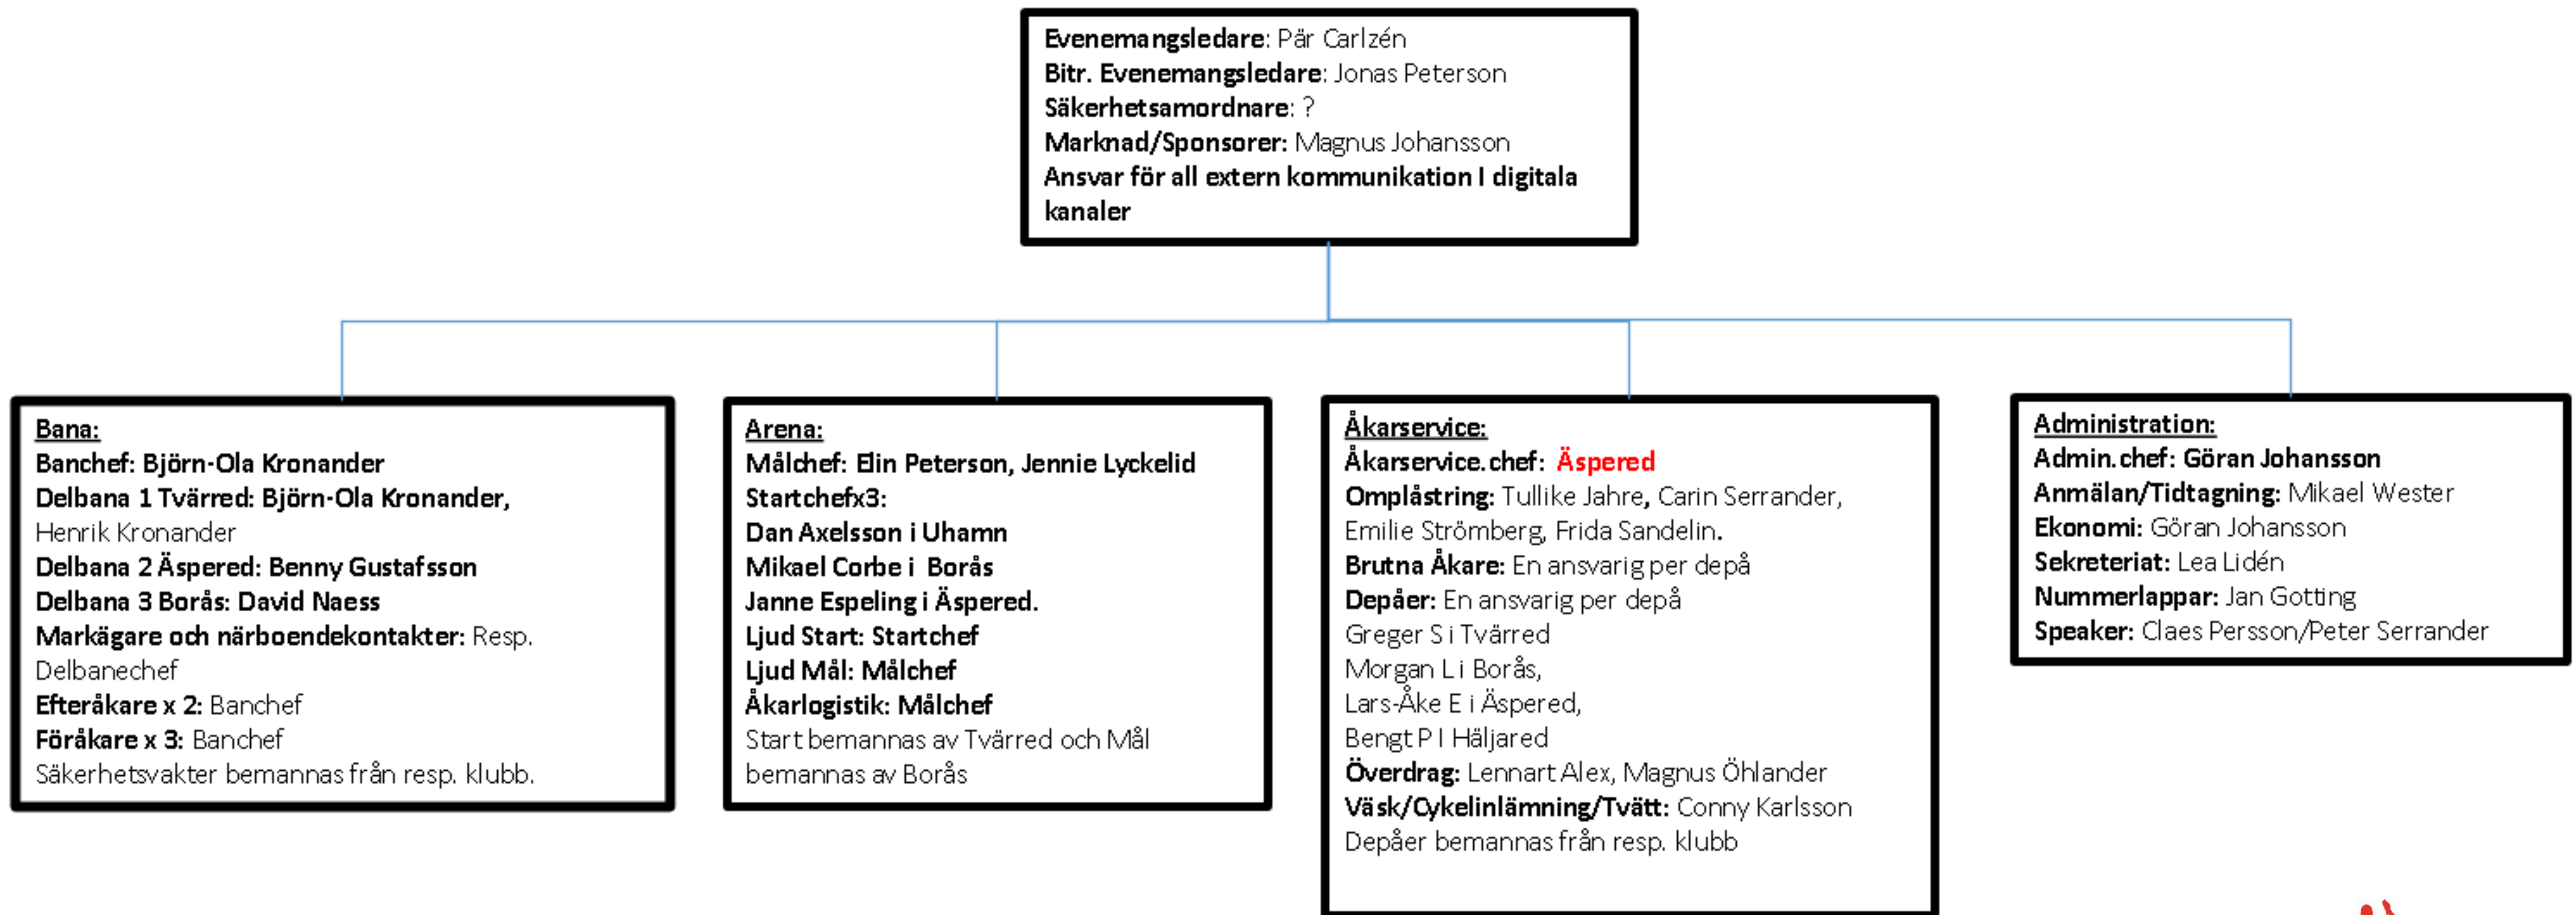 Evenemangsledare: Pär Carlzén
Bitr. Evenemangsledare: Jonas Peterson
Säkerhetsamordnare: ?
Marknad/Sponsorer: Magnus Johansson
Ansvar för all extern kommunikation I digitala
kanaler
Bana:
Banchef: Björn-Ola Kronander
Delbana 1 Tvärred: Björn-Ola Kronander,
Henrik Kronander
Delbana 2 Äspered: Benny Gustafsson
Delbana 3 Borås: David Naess
Markägare och närboendekontakter: Resp.
Delbanechef
Efteråkare x 2: Banchef
Föråkare x 3: Banchef
Säkerhetsvakter bemannas från resp. klubb.
Arena:
Målchef: Elin Peterson, Jennie Lyckelid
Startchefx3:
Dan Axelsson i Uhamn
Mikael Corbe i Borås
Janne Espeling i Äspered.
Ljud Start: Startchef
Ljud Mål: Målchef
Åkarlogistik: Målchef
Start bemannas av Tvärred och Mål
bemannas av Borås
Åkarservice:
Åkarservice.chef: Äspered
Omplåstring: Tullike Jahre, Carin Serrander,
Emilie Strömberg, Frida Sandelin.
Brutna Åkare: En ansvarig per depå
Depåer: En ansvarig per depå
Greger S i Tvärred
Morgan L i Borås,
Lars-Åke E i Äspered,
Bengt P I Häljared
Överdrag: Lennart Alex, Magnus Öhlander
Väsk/Cykelinlämning/Tvätt: Conny Karlsson
Depåer bemannas från resp. klubb
Administration:
Admin.chef: Göran Johansson
Anmälan/Tidtagning: Mikael Wester
Ekonomi: Göran Johansson
Sekreteriat: Lea Lidén
Nummerlappar: Jan Gotting
Speaker: Claes Persson/Peter Serrander